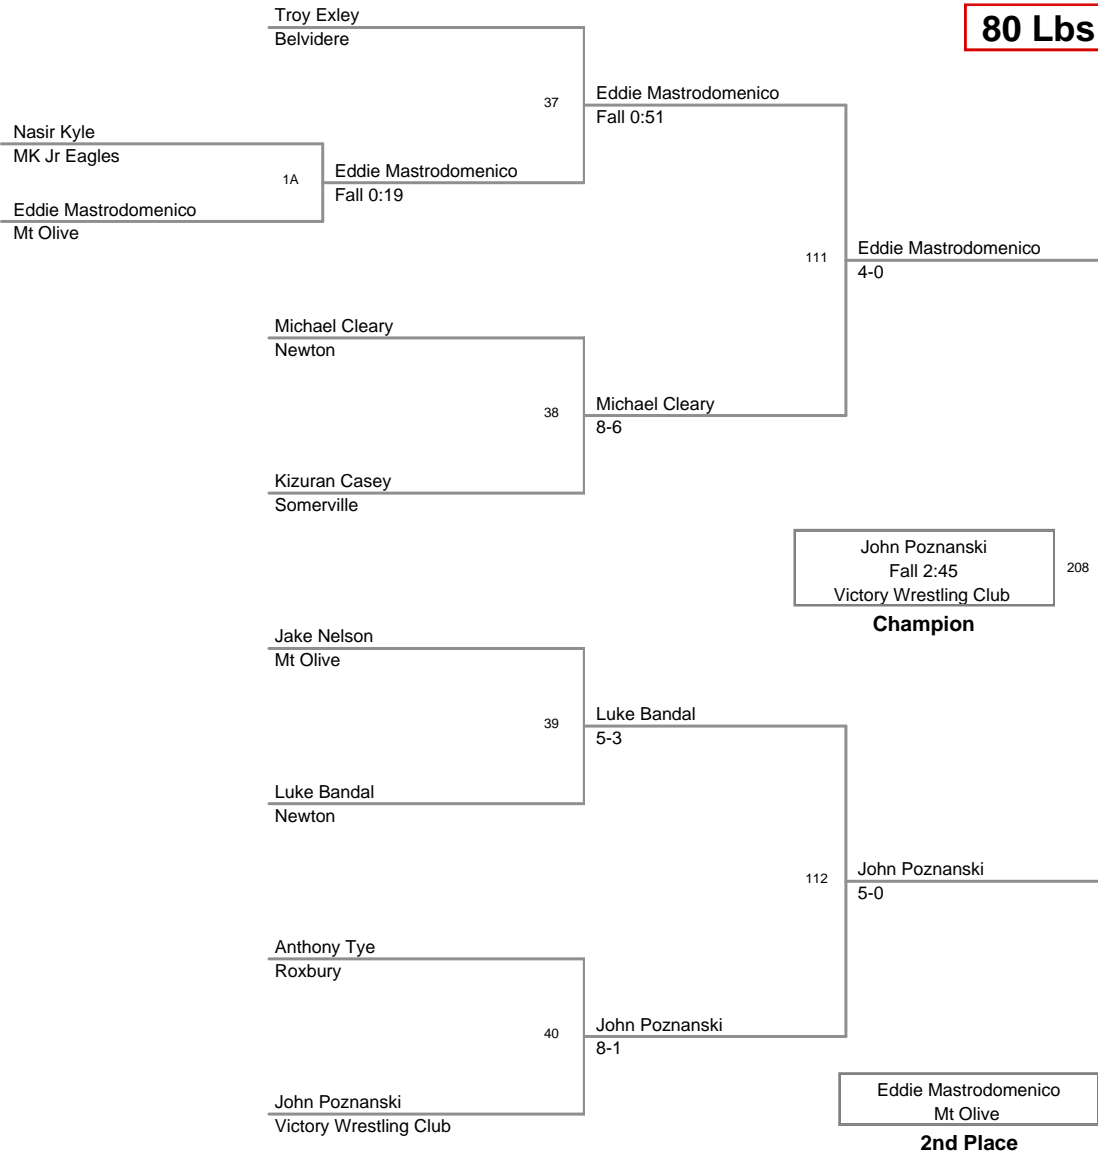 Troy Exley
Belvidere
80 Lbs
37
Eddie Mastrodomenico
Fall 0:51
Nasir Kyle
MK Jr Eagles
1A
Eddie Mastrodomenico
Fall 0:19
Eddie Mastrodomenico
Mt Olive
111
Eddie Mastrodomenico
4-0
Michael Cleary
Newton
38
Michael Cleary
8-6
Kizuran Casey
Somerville
John Poznanski
Fall 2:45
Victory Wrestling Club
208
Champion
Jake Nelson
Mt Olive
39
Luke Bandal
5-3
Luke Bandal
Newton
112
John Poznanski
5-0
Anthony Tye
Roxbury
40
John Poznanski
8-1
John Poznanski
Victory Wrestling Club
Eddie Mastrodomenico
Mt Olive
2nd Place